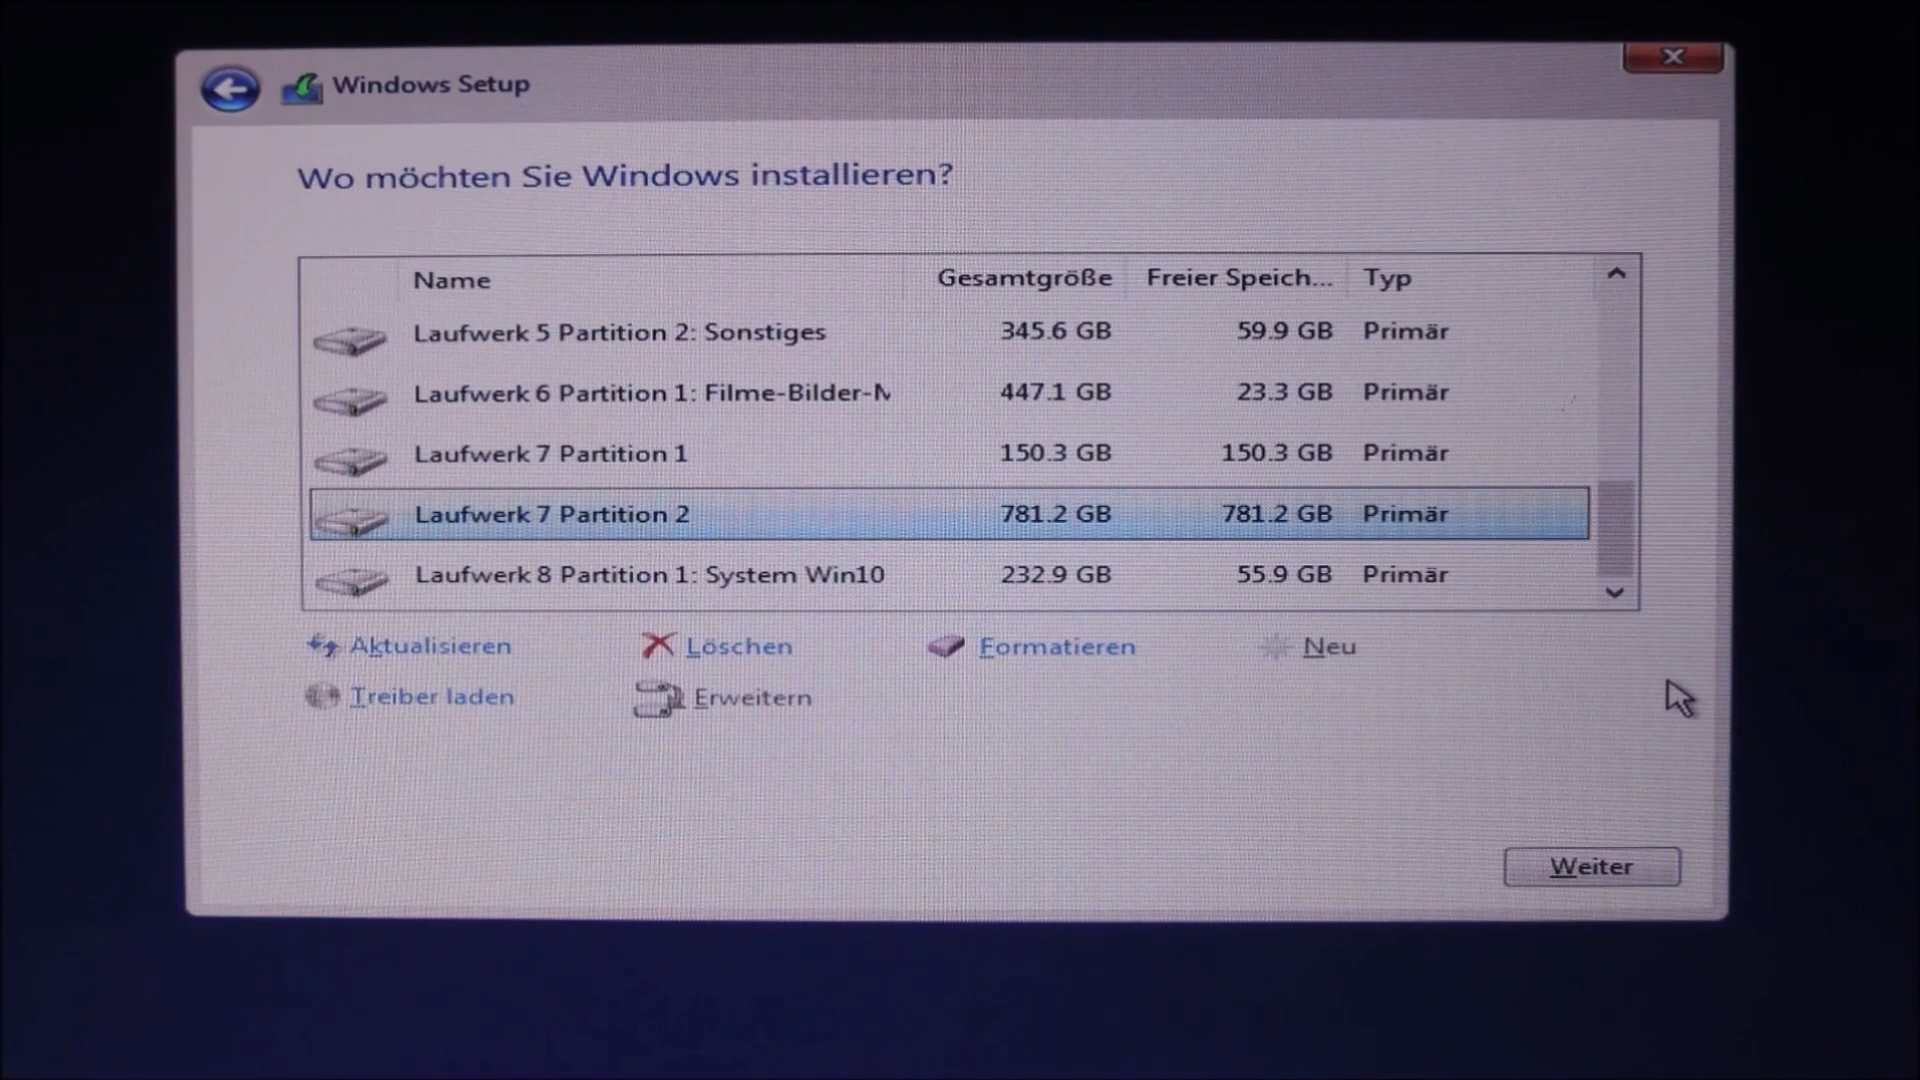 Windows Setup
Wo möchten Sie Windows installieren?
Name Gesamtgröße Freier Speich... Typ
Laufwerk 5 Partition 2: Sonstiges 345.6 GB 59.9 GB Primär
Laufwerk 6 Partition 1: Filme-Bilder-M 447.1 GB 23.3 GB Primär
Laufwerk 7 Partition 1 150.3 GB 150.3 GB Primär
Laufwerk 7 Partition 2 781.2 GB 781.2 GB Primär
Laufwerk 8 Partition 1: System Win10 232.9 GB 55.9 GB Primär
Aktualisieren Löschen Formatieren Neu
Treiber laden Erweitern
Weiter